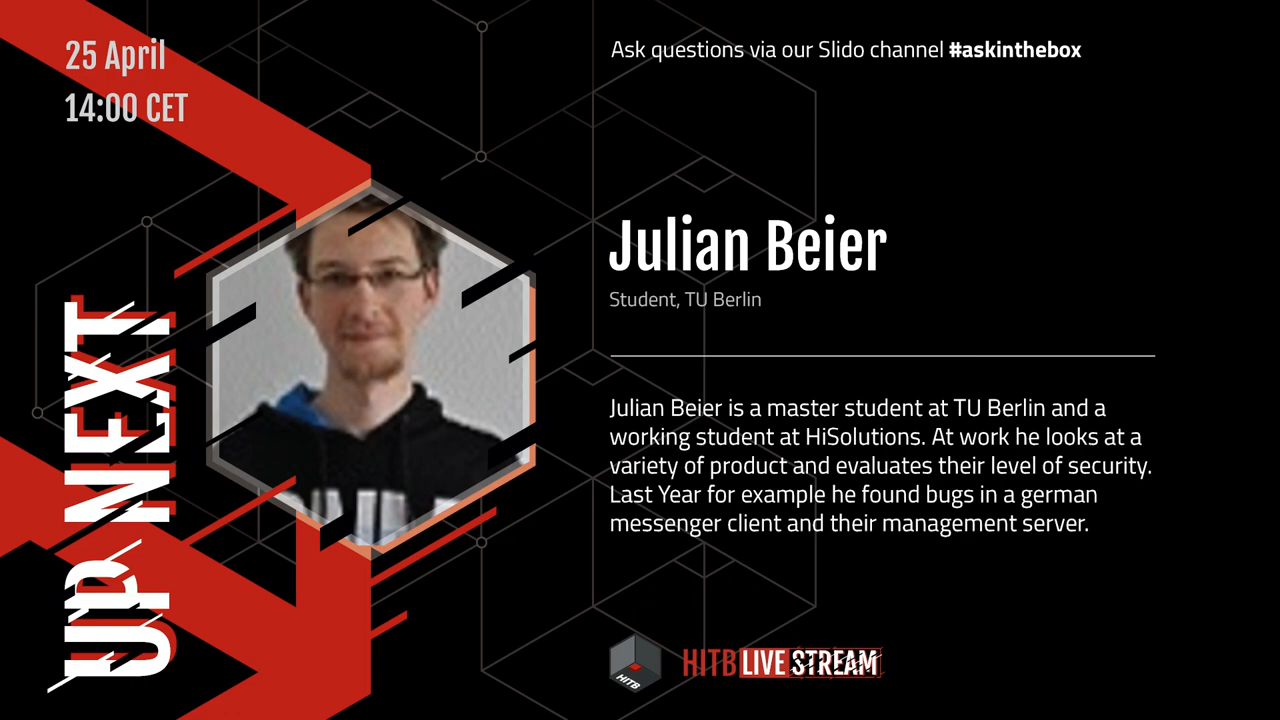 25 April
14:00 CET
Ask questions via our Slido channel #askinthebox
UP NEXT
Julian Beier
Student, TU Berlin
Julian Beier is a master student at TU Berlin and a
working student at HiSolutions. At work he looks at a
variety of product and evaluates their level of security.
Last Year for example he found bugs in a german
messenger client and their management server.
HITB
HITB LIVE STREAM